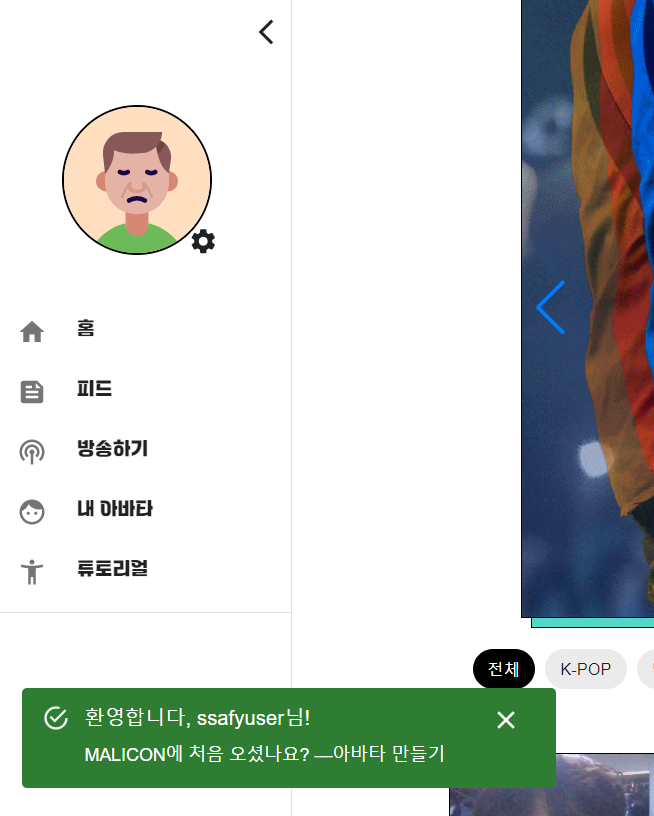 홈
피드
방송하기
내 아바타
튜토리얼
전체 K-POP
환영합니다, ssafyuser님!
MALICON에 처음 오셨나요? —아바타 만들기